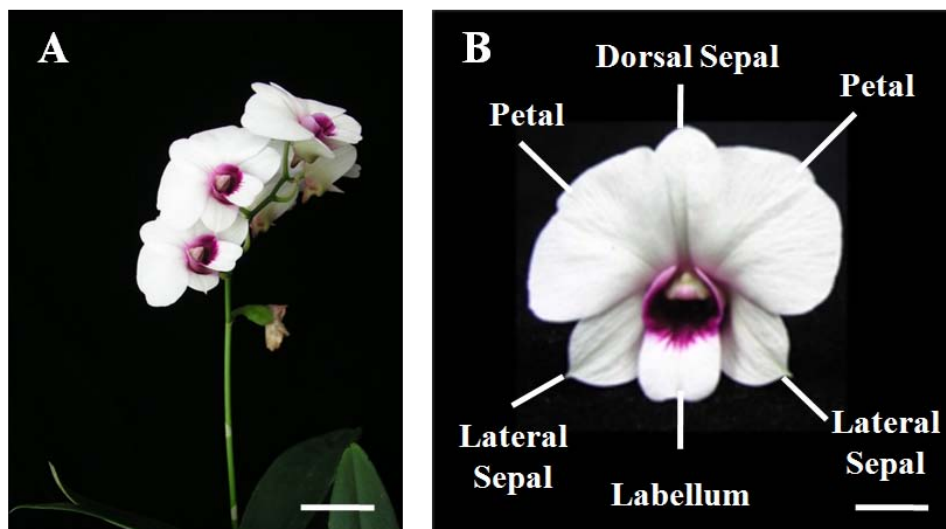 A
B
Dorsal Sepal
Petal
Petal
Lateral
Sepal
Lateral
Sepal
Labellum